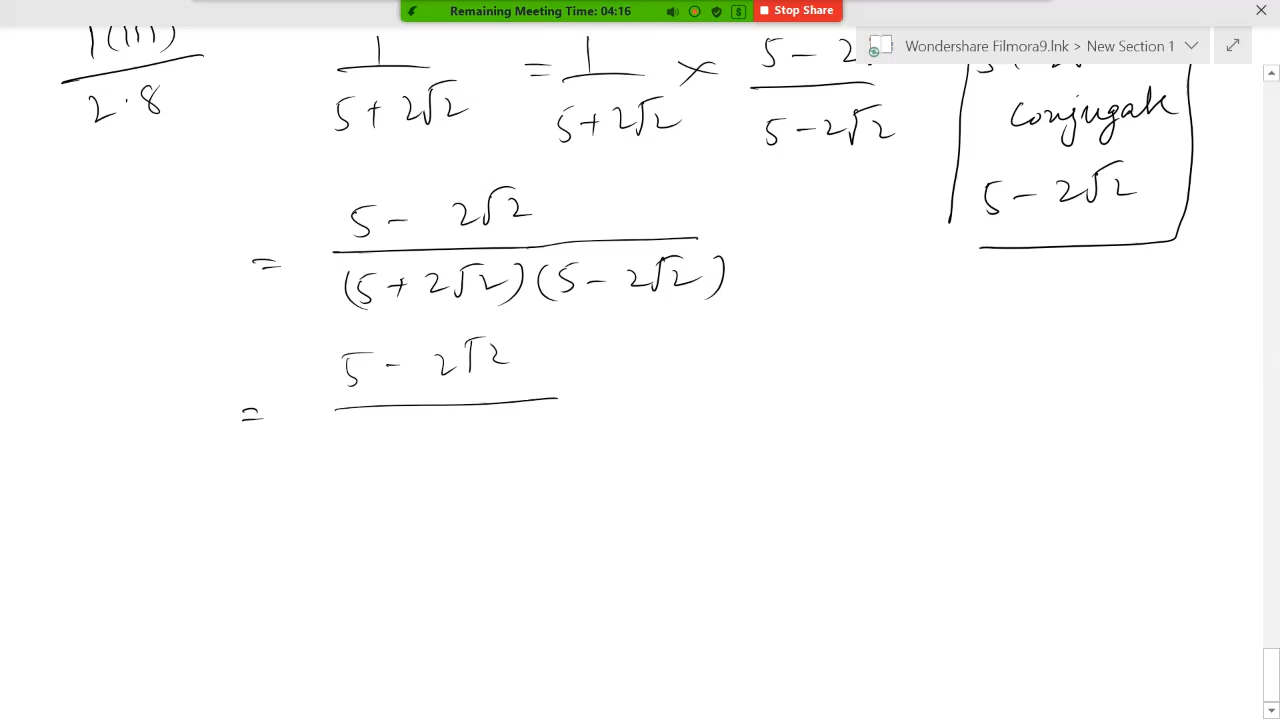 Remaining Meeting Time: 04:16 Stop Share
Wondershare Filmora9.lnk > New Section 1
1(iii)
2.8
1/(5+2√2) = 1/(5+2√2) × (5-2√2)/(5-2√2)
conjugate
5-2√2
= (5-2√2)/((5+2√2)(5-2√2))
= 5-2√2